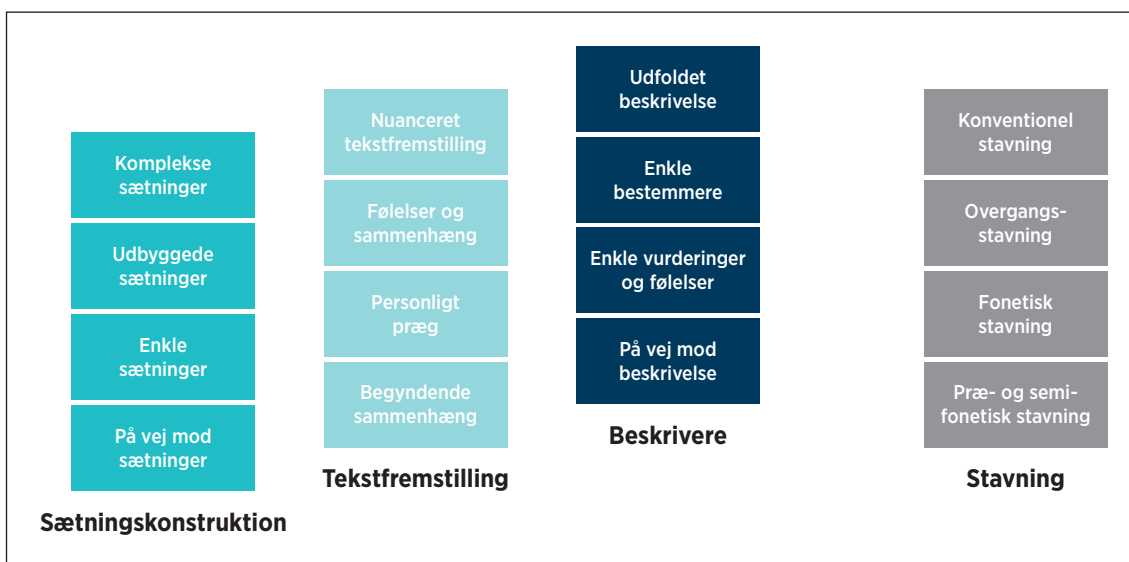 Komplekse
sætninger
Udbyggede
sætninger
Enkle
sætninger
På vej mod
sætninger
Sætningskonstruktion
Nuanceret
tekstfremstilling
Følelser og
sammenhæng
Personligt
præg
Begyndende
sammenhæng
Tekstfremstilling
Udfoldet
beskrivelse
Enkle
bestemmere
Enkle vurderinger
og følelser
På vej mod
beskrivelse
Beskrivere
Konventionel
stavning
Overgangs-
stavning
Fonetisk
stavning
Præ- og semi-
fonetisk stavning
Stavning